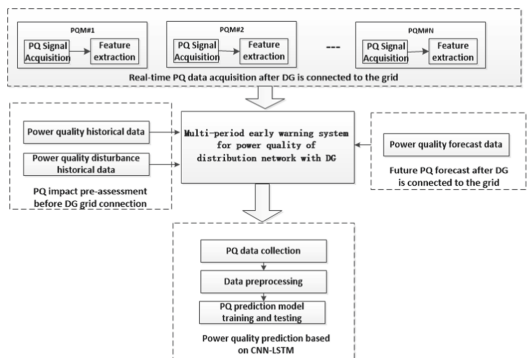 PQM#1
PQM#2
PQM#N
PQ Signal
Acquisition
Feature
extraction
PQ Signal
Acquisition
Feature
extraction
---
PQ Signal
Acquisition
Feature
extraction
Real-time PQ data acquisition after DG is connected to the grid
Power quality historical data
Power quality disturbance
historical data
PQ impact pre-assessment
before DG grid connection
Multi-period early warning system
for power quality of
distribution network with DG
Power quality forecast data
Future PQ forecast after DG
is connected to the grid
PQ data collection
Data preprocessing
PQ prediction model
training and testing
Power quality prediction based
on CNN-LSTM